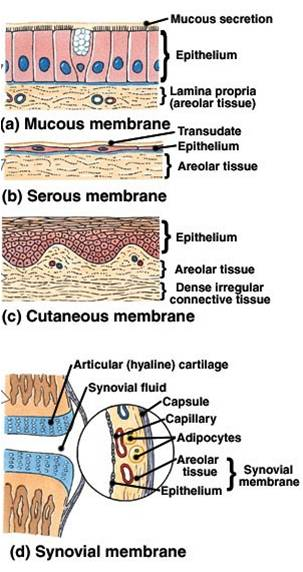 Mucous secretion
Epithelium
Lamina propria
(areolar tissue)
(a) Mucous membrane
Transudate
Epithelium
Areolar tissue
(b) Serous membrane
Epithelium
Areolar tissue
Dense irregular
connective tissue
(c) Cutaneous membrane
Articular (hyaline) cartilage
Synovial fluid
Capsule
Capillary
Adipocytes
Areolar
tissue
Synovial
membrane
Epithelium
(d) Synovial membrane